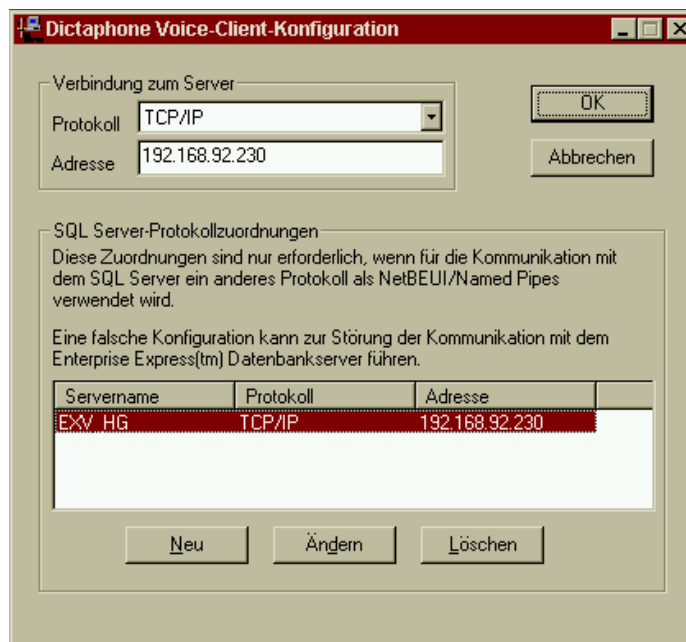 Dictaphone Voice-Client-Konfiguration
Verbindung zum Server
Protokoll TCP/IP
OK
Adresse 192.168.92.230
Abbrechen
SQL Server-Protokollzuordnungen
Diese Zuordnungen sind nur erforderlich, wenn für die Kommunikation mit
dem SQL Server ein anderes Protokoll als NetBEUI/Named Pipes
verwendet wird.
Eine falsche Konfiguration kann zur Störung der Kommunikation mit dem
Enterprise Express(tm) Datenbankserver führen.
Servername Protokoll Adresse
EXV_HG TCP/IP 192.168.92.230
Neu Ändern Löschen